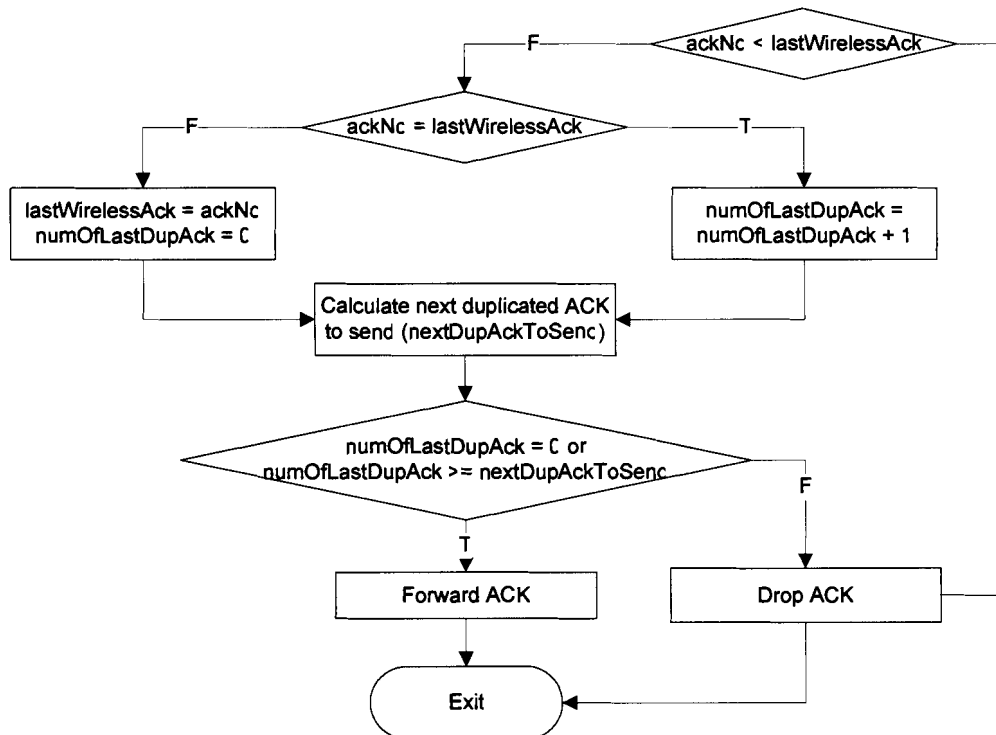 ackNo < lastWirelessAck
F
ackNo = lastWirelessAck
F
T
lastWirelessAck = ackNo
numOfLastDupAck = 0
numOfLastDupAck =
numOfLastDupAck + 1
Calculate next duplicated ACK
to send (nextDupAckToSend)
numOfLastDupAck = 0 or
numOfLastDupAck >= nextDupAckToSend
F
T
Forward ACK
Drop ACK
Exit